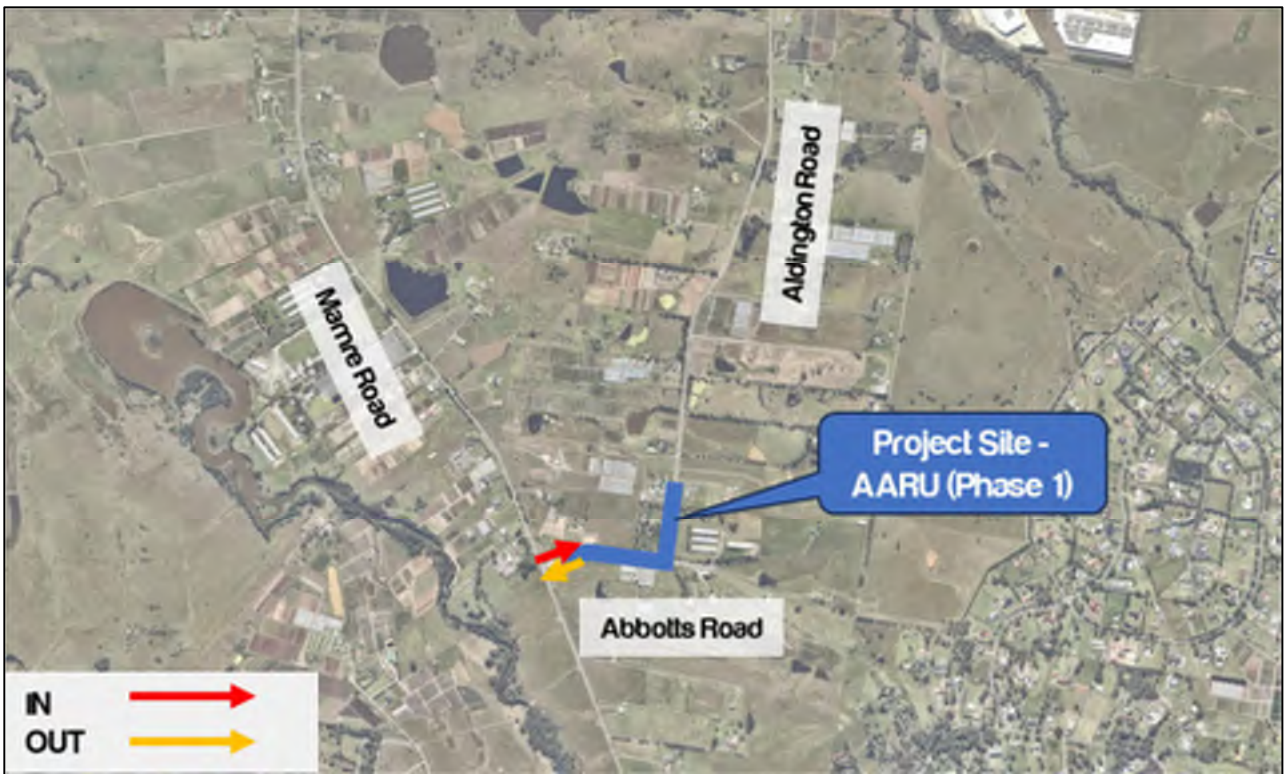 Aldington Road
Mamre Road
Project Site -
AARU (Phase 1)
Abbotts Road
IN
OUT